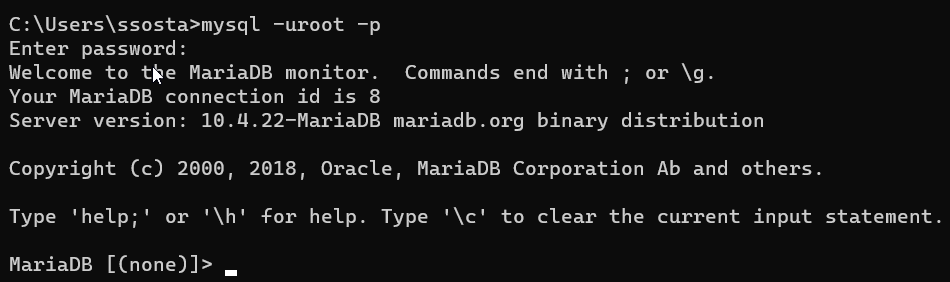 C:\Users\ssosta>mysql -uroot -p
Enter password:
Welcome to the MariaDB monitor.  Commands end with ; or \g.
Your MariaDB connection id is 8
Server version: 10.4.22-MariaDB mariadb.org binary distribution
Copyright (c) 2000, 2018, Oracle, MariaDB Corporation Ab and others.
Type 'help;' or '\h' for help. Type '\c' to clear the current input statement.
MariaDB [(none)]>